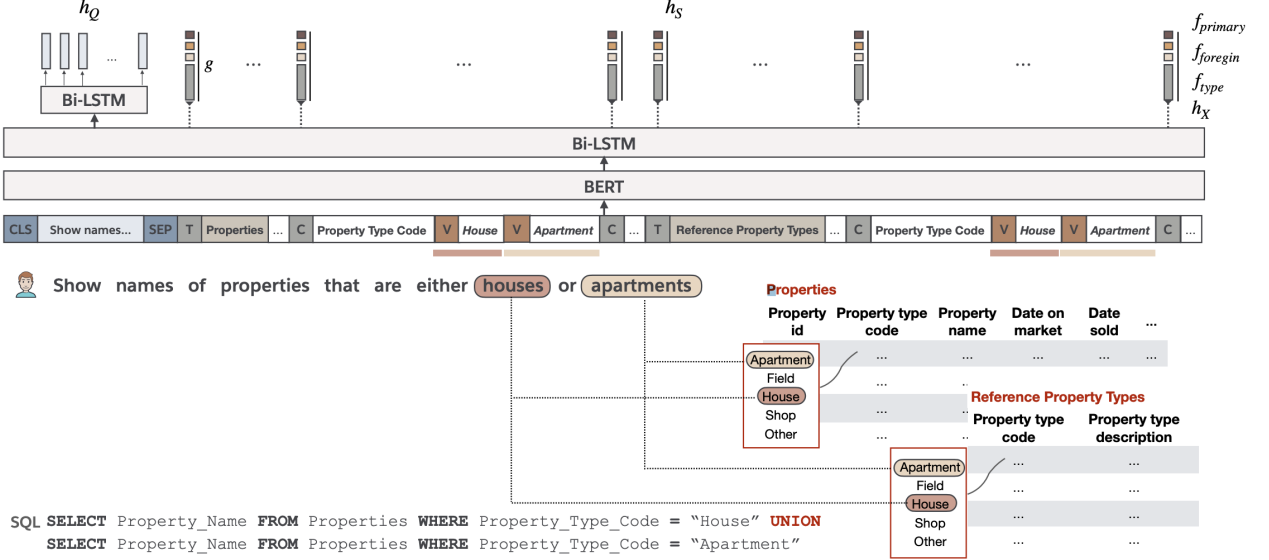 h_Q
h_S
f_primary
g
...
...
...
...
...
...
f_foregin
f_type
h_X
Bi-LSTM
Bi-LSTM
BERT
CLS Show names... SEP T Properties ... C Property Type Code V House V Apartment C ... T Reference Property Types ... C Property Type Code V House V Apartment C ...
Show names of properties that are either houses or apartments
Properties
Property id Property type code Property name Date on market Date sold ...
... ... ... ... ...
Apartment
Field
House
Shop
Other
... ..
...
... ..
... ..
Reference Property Types
Property type code Property type description
Apartment
Field
House
Shop
Other
... ...
... ...
... ...
... ...
SQL SELECT Property_Name FROM Properties WHERE Property_Type_Code = “House” UNION
SELECT Property_Name FROM Properties WHERE Property_Type_Code = “Apartment”